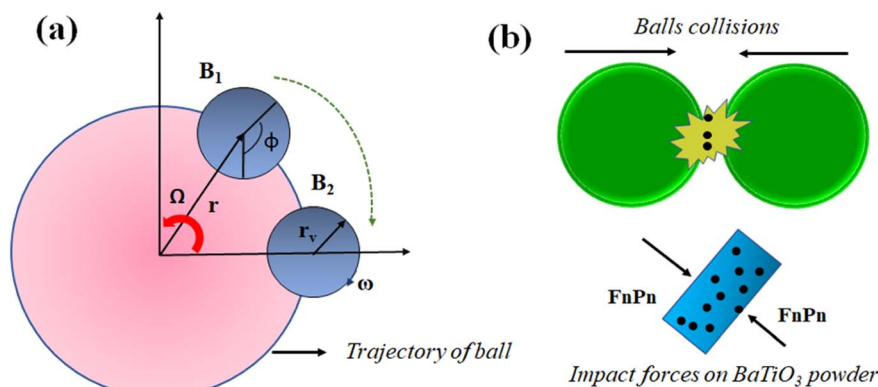 (a)
B₁
ϕ
B₂
Ω
r
rᵥ
ω
Trajectory of ball
(b)
Balls collisions
FnPn
FnPn
Impact forces on BaTiO₃ powder